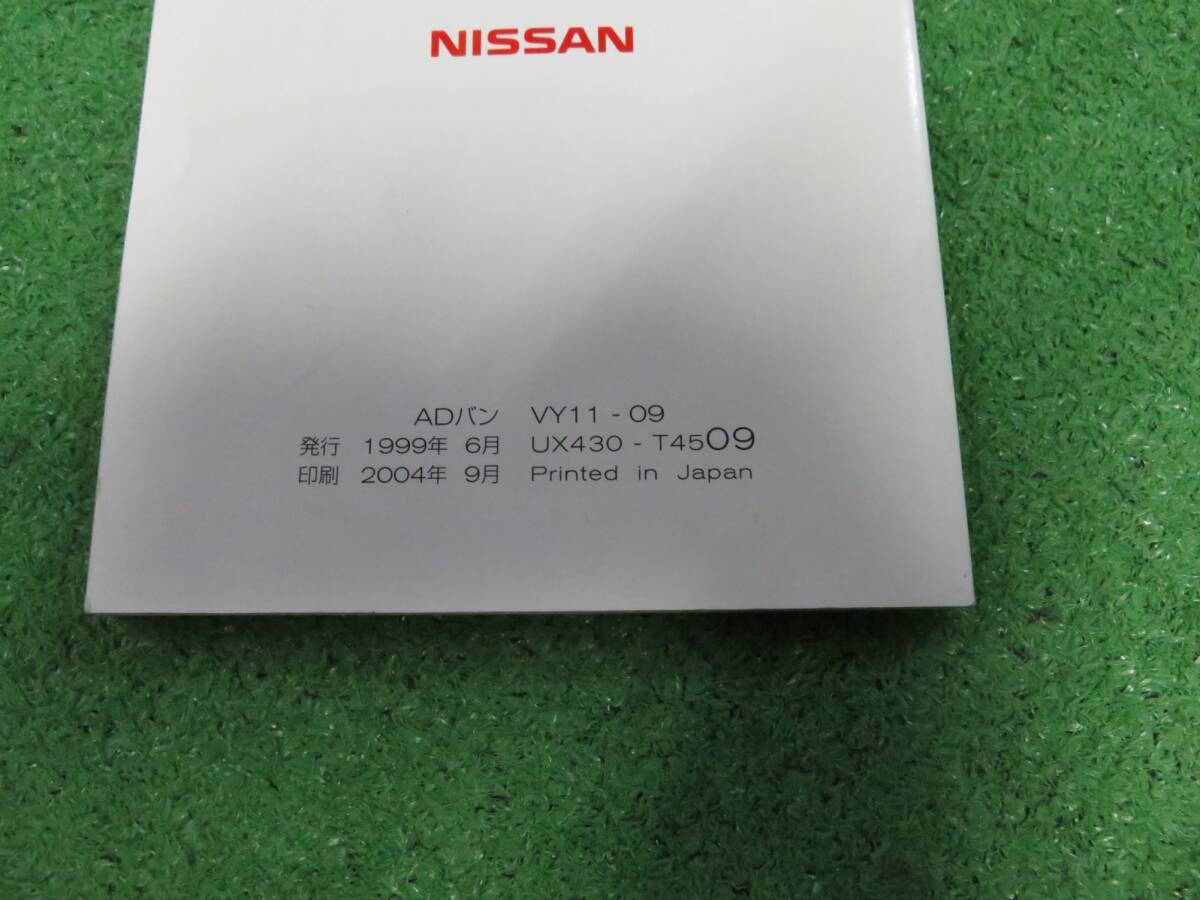 NISSAN
ADバン VY11 - 09
発行 1999年 6月 UX430 - T4509
印刷 2004年 9月 Printed in Japan